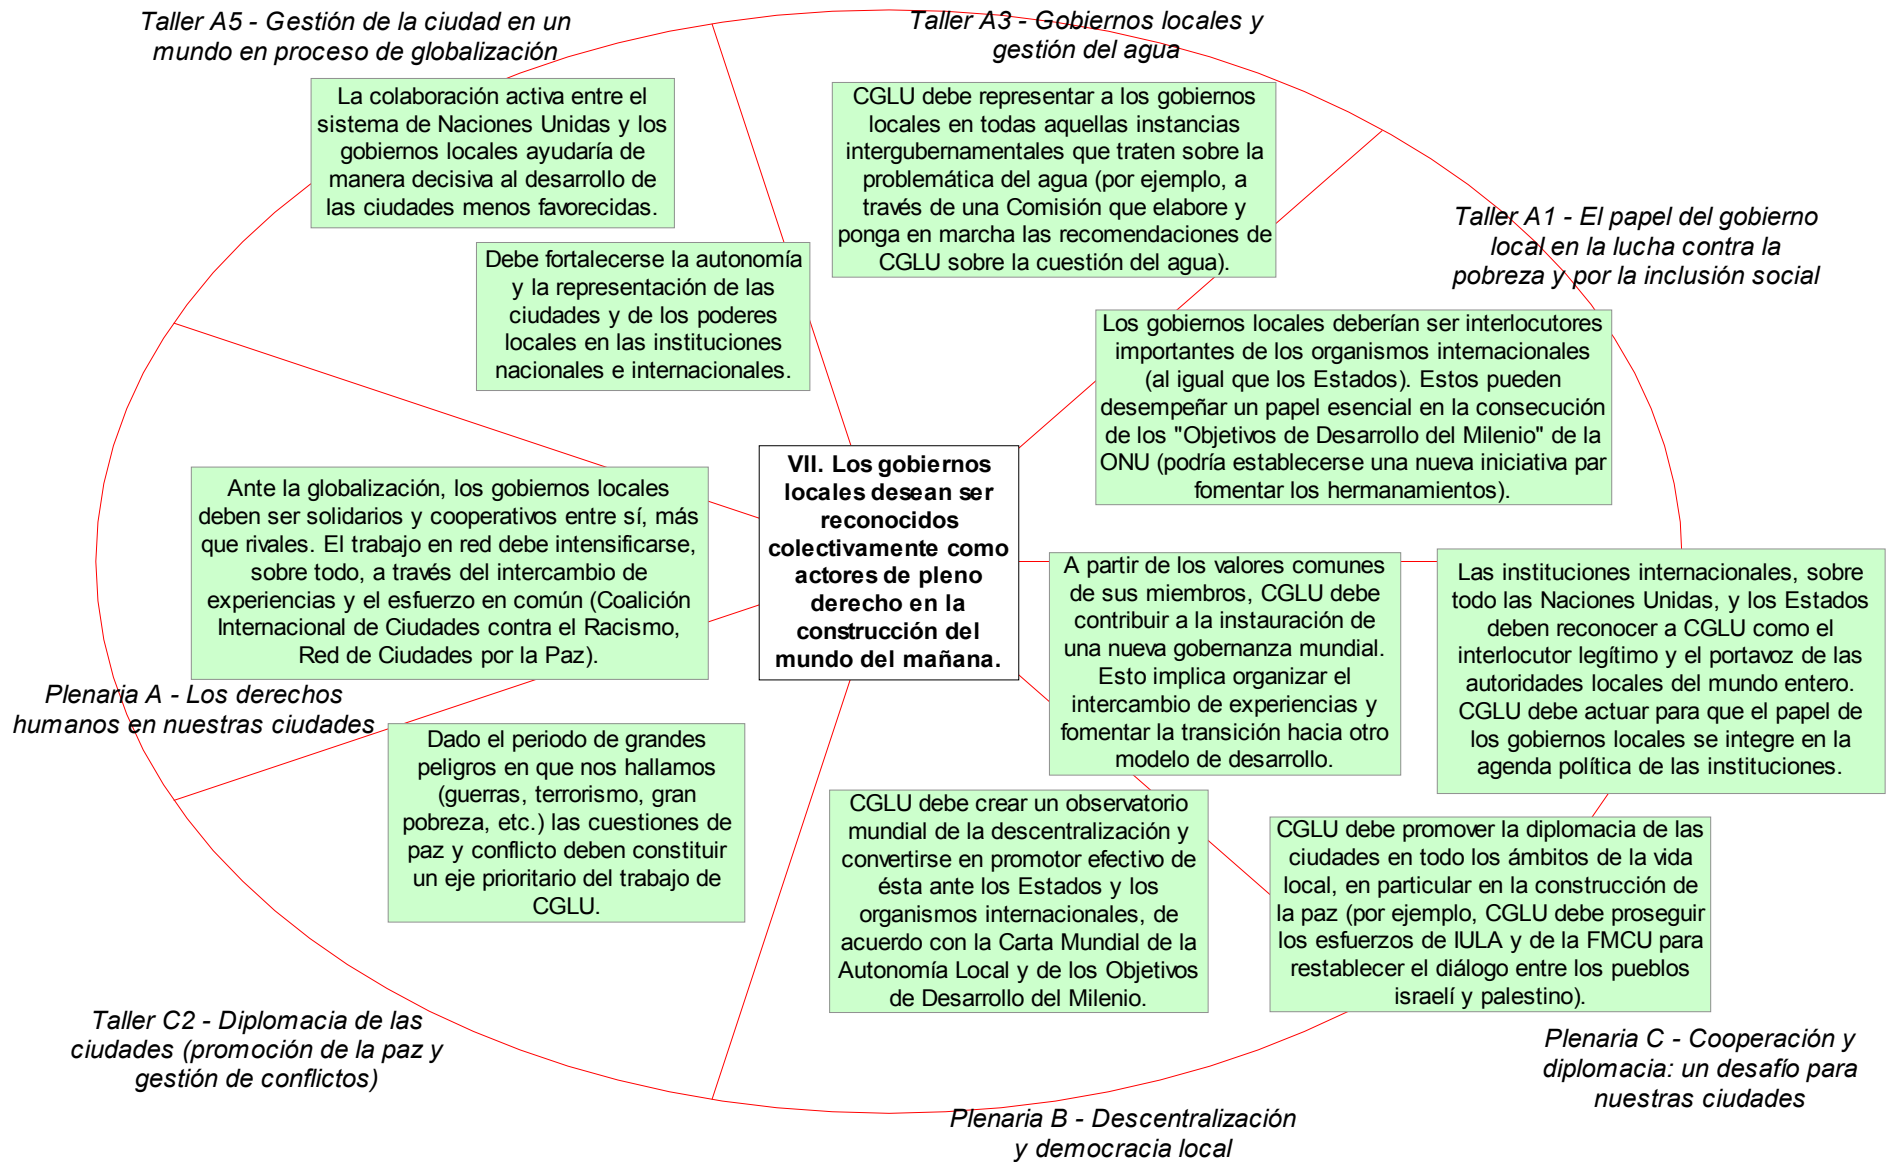 Taller A5 - Gestión de la ciudad en un
mundo en proceso de globalización
La colaboración activa entre el
sistema de Naciones Unidas y los
gobiernos locales ayudaría de
manera decisiva al desarrollo de
las ciudades menos favorecidas.
Debe fortalecerse la autonomía
y la representación de las
ciudades y de los poderes
locales en las instituciones
nacionales e internacionales.
Taller A3 - Gobiernos locales y
gestión del agua
CGLU debe representar a los gobiernos
locales en todas aquellas instancias
intergubernamentales que traten sobre la
problemática del agua (por ejemplo, a
través de una Comisión que elabore y
ponga en marcha las recomendaciones de
CGLU sobre la cuestión del agua).
Taller A1 - El papel del gobierno
local en la lucha contra la
pobreza y por la inclusión social
Los gobiernos locales deberían ser interlocutores
importantes de los organismos internacionales
(al igual que los Estados). Estos pueden
desempeñar un papel esencial en la consecución
de los "Objetivos de Desarrollo del Milenio" de la
ONU (podría establecerse una nueva iniciativa par
fomentar los hermanamientos).
VII. Los gobiernos
locales desean ser
reconocidos
colectivamente como
actores de pleno
derecho en la
construcción del
mundo del mañana.
Ante la globalización, los gobiernos locales
deben ser solidarios y cooperativos entre sí, más
que rivales. El trabajo en red debe intensificarse,
sobre todo, a través del intercambio de
experiencias y el esfuerzo en común (Coalición
Internacional de Ciudades contra el Racismo,
Red de Ciudades por la Paz).
Plenaria A - Los derechos
humanos en nuestras ciudades
A partir de los valores comunes
de sus miembros, CGLU debe
contribuir a la instauración de
una nueva gobernanza mundial.
Esto implica organizar el
intercambio de experiencias y
fomentar la transición hacia otro
modelo de desarrollo.
Las instituciones internacionales, sobre
todo las Naciones Unidas, y los Estados
deben reconocer a CGLU como el
interlocutor legítimo y el portavoz de las
autoridades locales del mundo entero.
CGLU debe actuar para que el papel de
los gobiernos locales se integre en la
agenda política de las instituciones.
Dado el periodo de grandes
peligros en que nos hallamos
(guerras, terrorismo, gran
pobreza, etc.) las cuestiones de
paz y conflicto deben constituir
un eje prioritario del trabajo de
CGLU.
CGLU debe crear un observatorio
mundial de la descentralización y
convertirse en promotor efectivo de
ésta ante los Estados y los
organismos internacionales, de
acuerdo con la Carta Mundial de la
Autonomía Local y de los Objetivos
de Desarrollo del Milenio.
CGLU debe promover la diplomacia de las
ciudades en todo los ámbitos de la vida
local, en particular en la construcción de
la paz (por ejemplo, CGLU debe proseguir
los esfuerzos de IULA y de la FMCU para
restablecer el diálogo entre los pueblos
israelí y palestino).
Taller C2 - Diplomacia de las
ciudades (promoción de la paz y
gestión de conflictos)
Plenaria C - Cooperación y
diplomacia: un desafío para
nuestras ciudades
Plenaria B - Descentralización
y democracia local